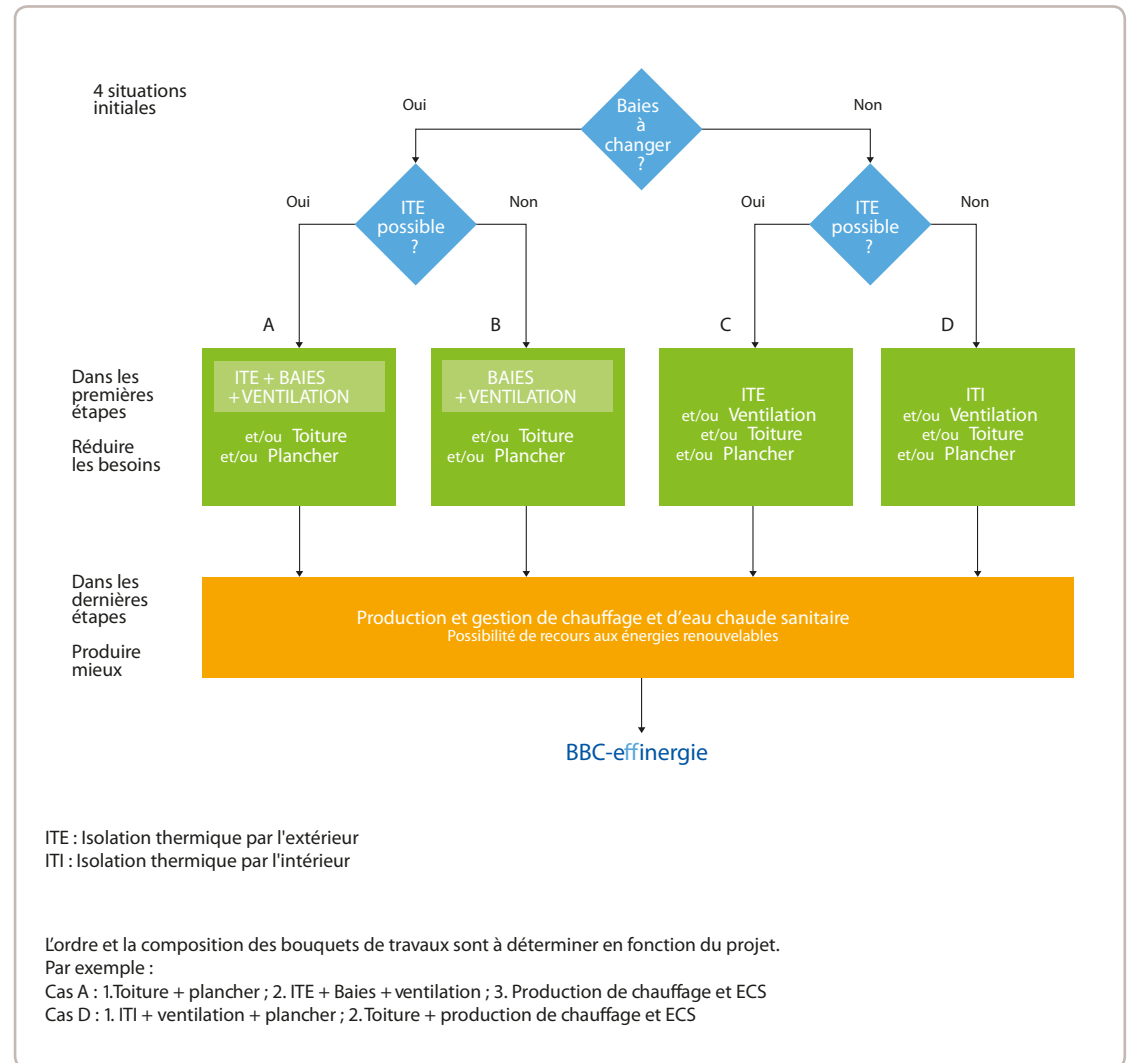 4 situations
initiales
Oui
Baies
à
changer
?
Non
Oui
ITE
possible
?
Non
Oui
ITE
possible
?
Non
A
B
C
D
Dans les
premières
étapes
Réduire
les besoins
ITE + BAIES
+VENTILATION
et/ou Toiture
et/ou Plancher
BAIES
+VENTILATION
et/ou Toiture
et/ou Plancher
ITE
et/ou Ventilation
et/ou Toiture
et/ou Plancher
ITI
et/ou Ventilation
et/ou Toiture
et/ou Plancher
Dans les
dernières
étapes
Produire
mieux
Production et gestion de chauffage et d'eau chaude sanitaire
Possibilité de recours aux énergies renouvelables
BBC-effinergie
ITE : Isolation thermique par l'extérieur
ITI : Isolation thermique par l'intérieur
L'ordre et la composition des bouquets de travaux sont à déterminer en fonction du projet.
Par exemple :
Cas A : 1.Toiture + plancher ; 2. ITE + Baies + ventilation ; 3. Production de chauffage et ECS
Cas D : 1. ITI + ventilation + plancher ; 2. Toiture + production de chauffage et ECS